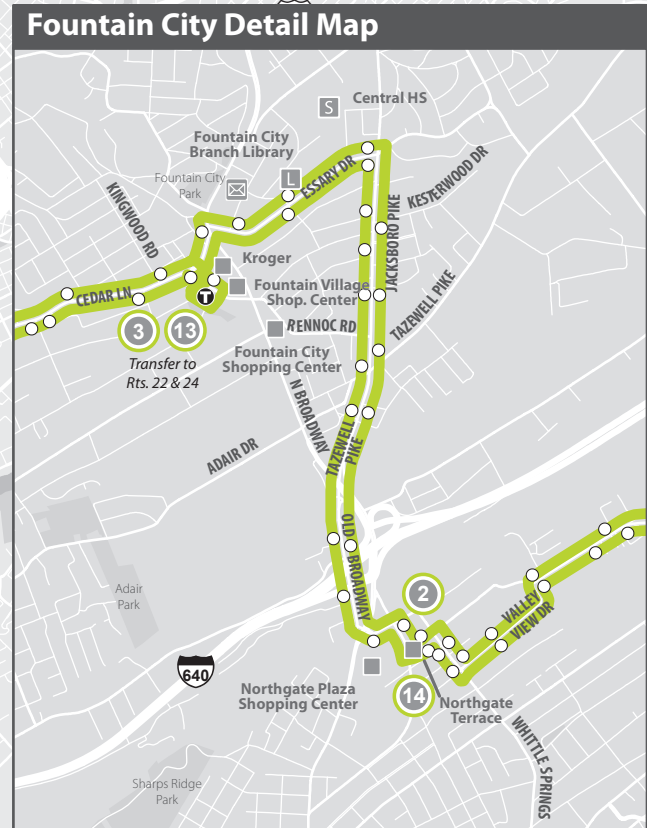 Fountain City Detail Map
S
Central HS
Fountain City
Branch Library
L
ESSARY DR
Fountain City
Park
KINGWOOD RD
KESTERWOOD DR
Kroger
JACKSBORO PIKE
CEDAR LN
T
Fountain Village
Shop. Center
TAZEWELL PIKE
3
13
RENNOC RD
Transfer to
Rts. 22 & 24
Fountain City
Shopping Center
N BROADWAY
ADAIR DR
TAZEWELL
PIKE
OLD BROADWAY
Adair
Park
2
VALLEY
VIEW DR
640
Northgate Plaza
Shopping Center
14
Northgate
Terrace
WHITTLE SPRINGS
Sharps Ridge
Park